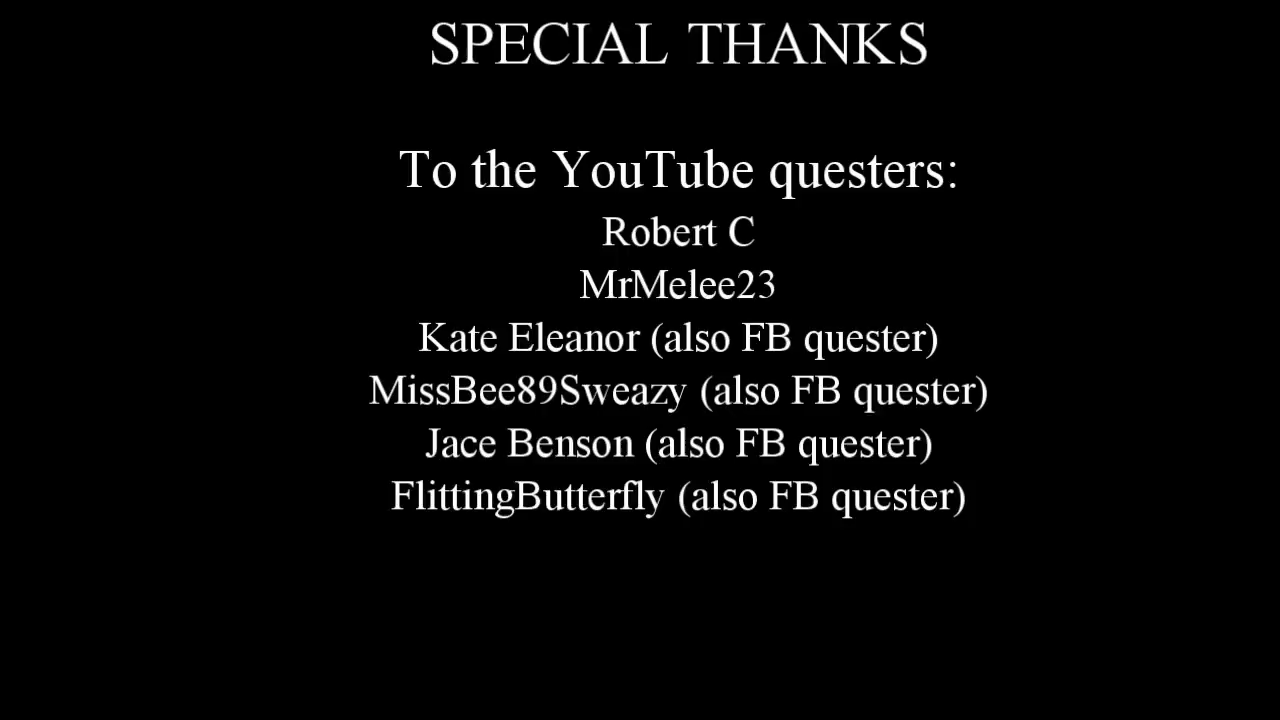 SPECIAL THANKS
To the YouTube questers:
Robert C
MrMelee23
Kate Eleanor (also FB quester)
MissBee89Sweazy (also FB quester)
Jace Benson (also FB quester)
FlittingButterfly (also FB quester)